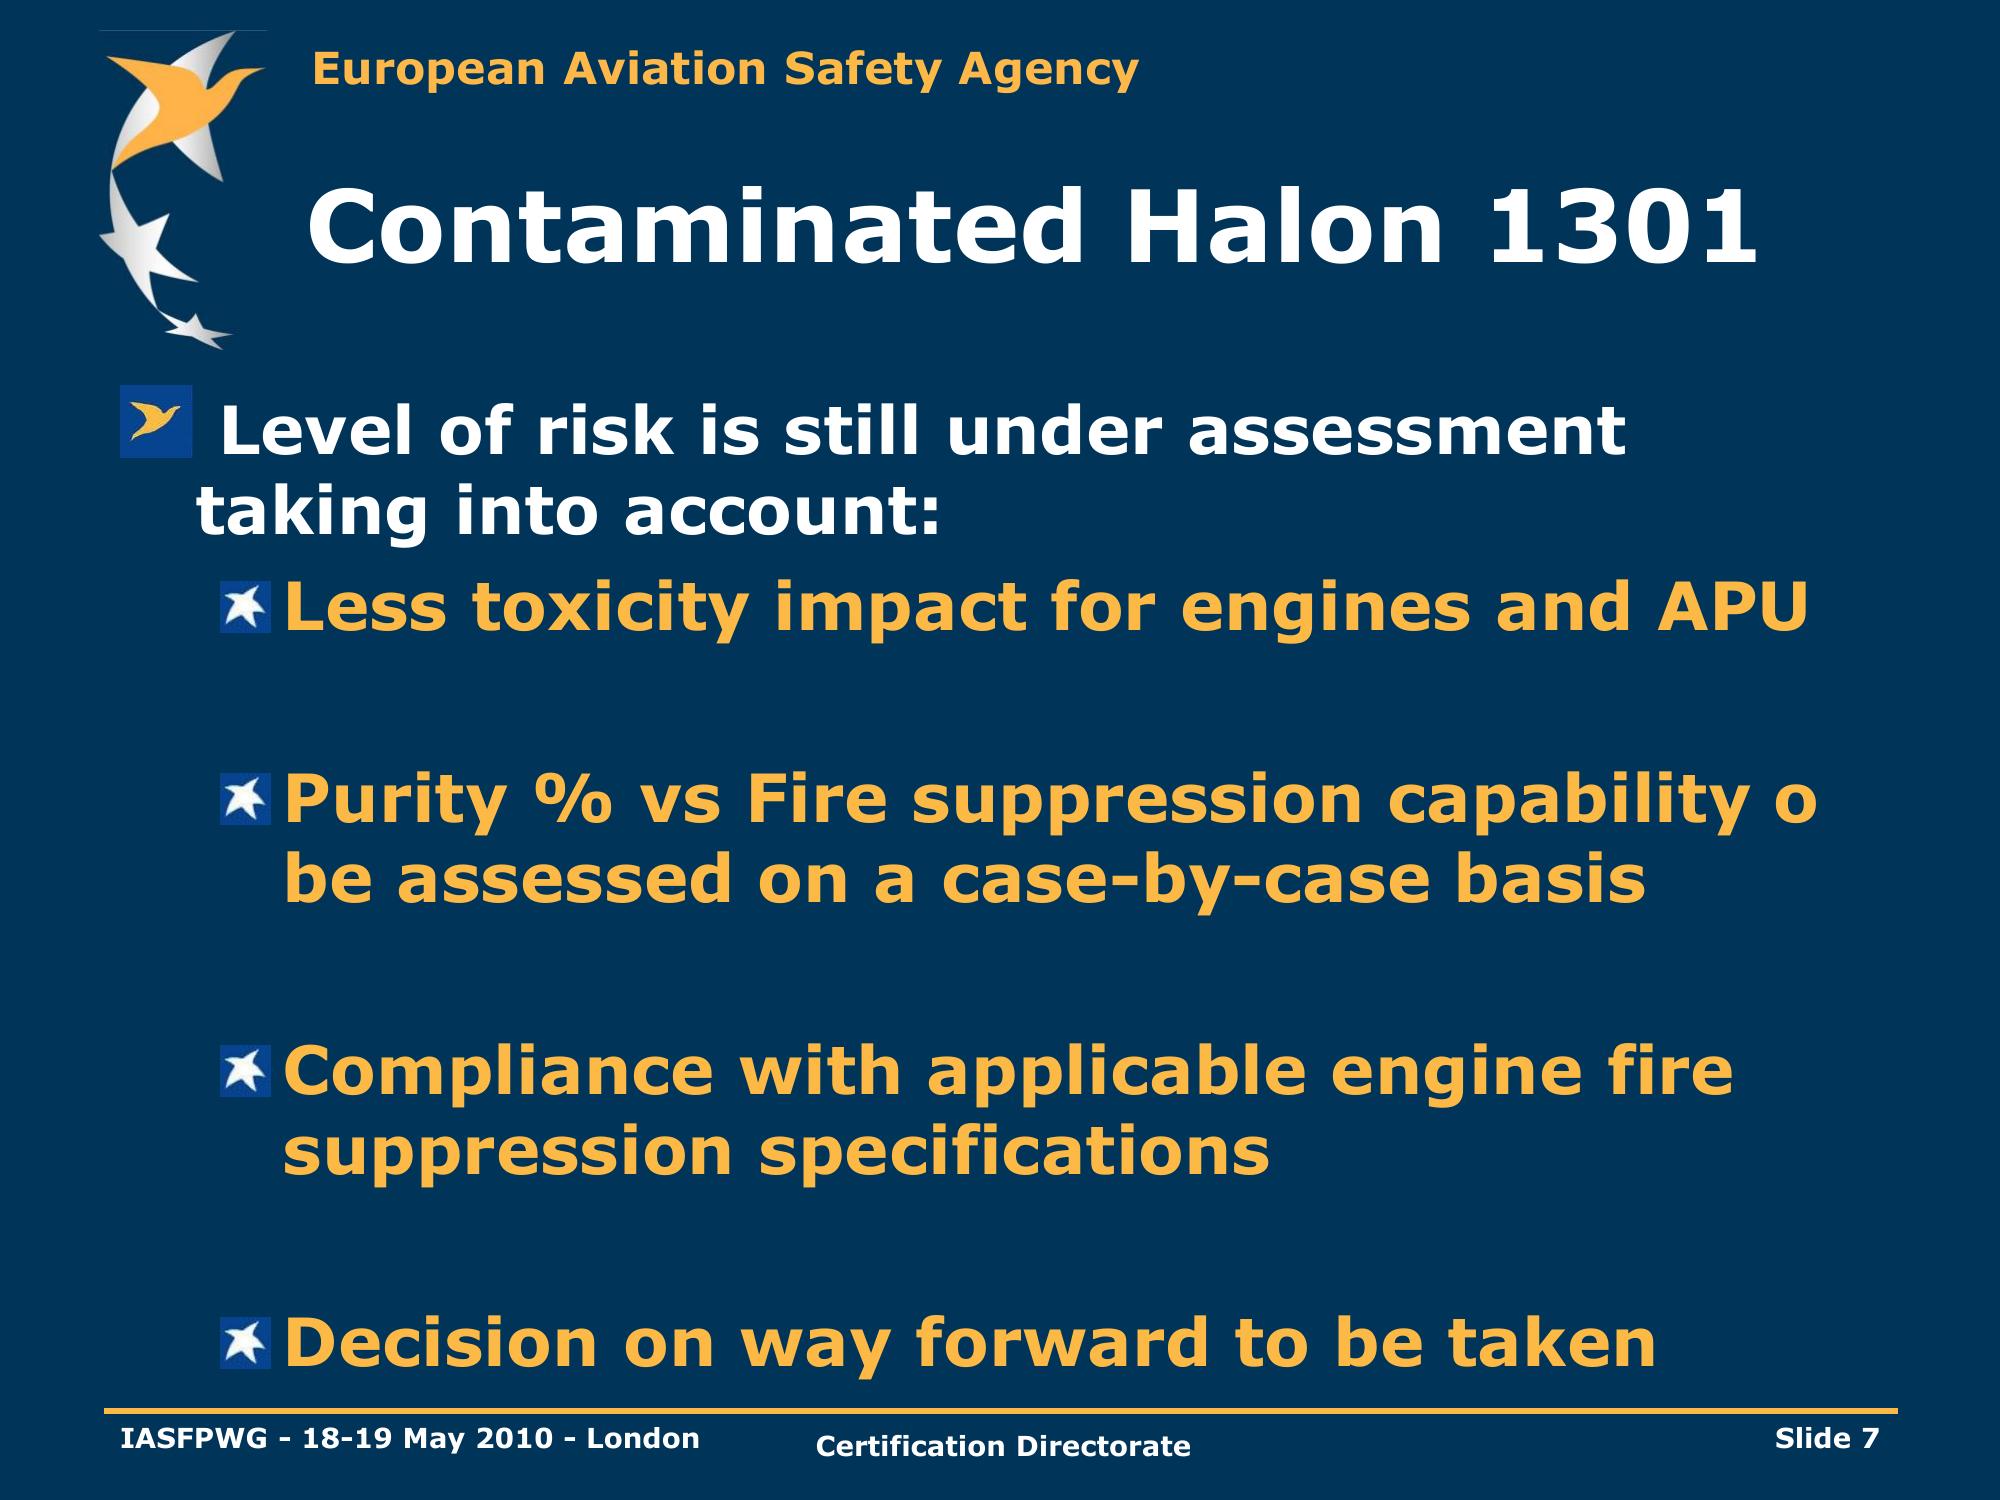 European Aviation Safety Agency
Contaminated Halon 1301
Level of risk is still under assessment
taking into account:
Less toxicity impact for engines and APU
Purity % vs Fire suppression capability o
be assessed on a case-by-case basis
Compliance with applicable engine fire
suppression specifications
Decision on way forward to be taken
IASFPWG - 18-19 May 2010 - London
Certification Directorate
Slide 7